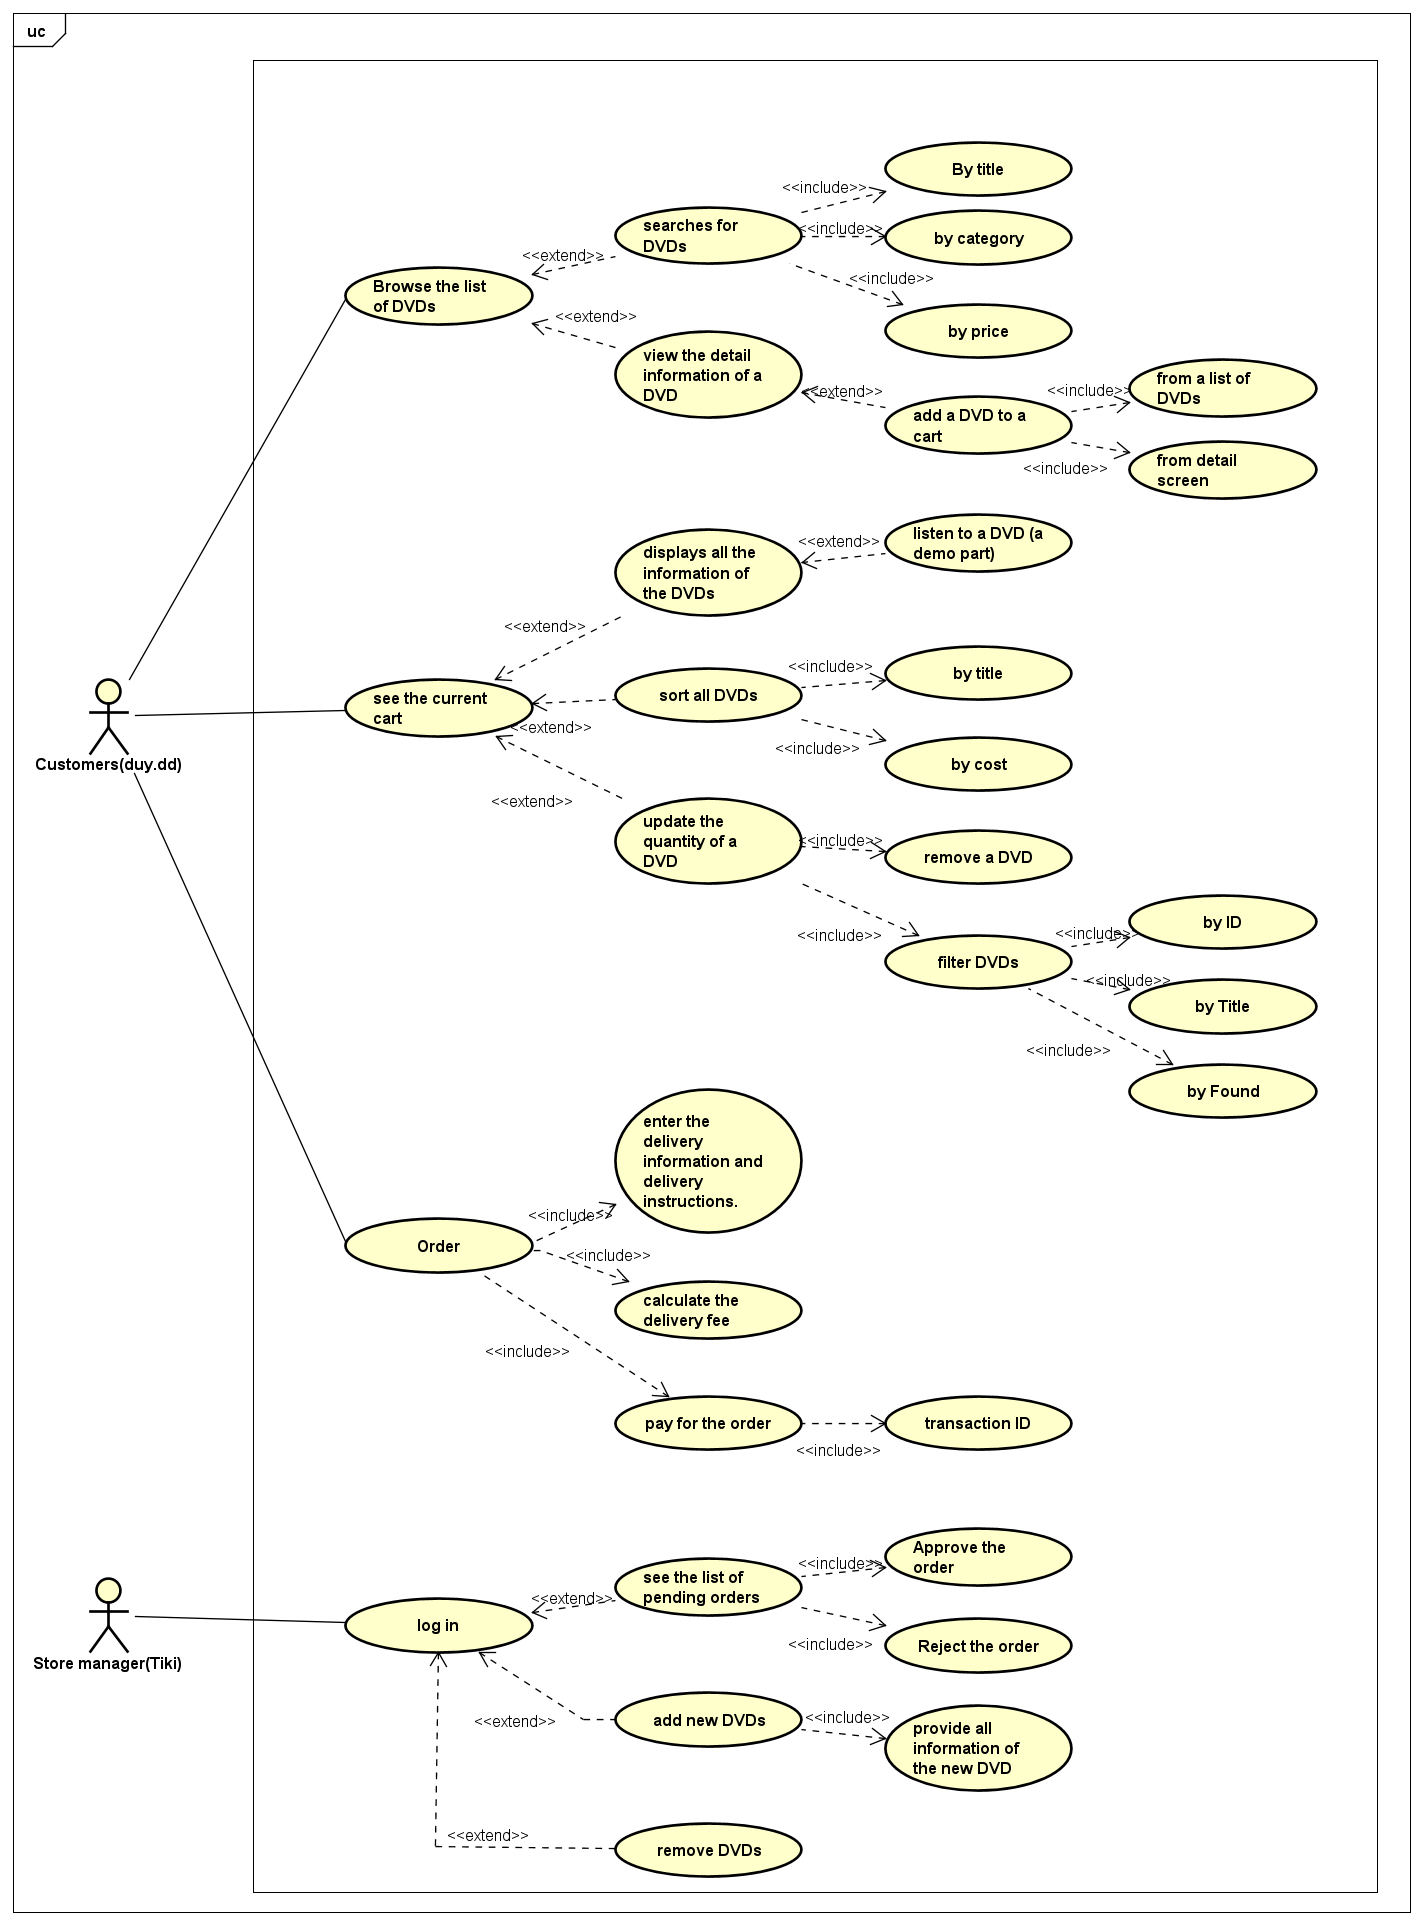 uc
By title
<<include>>
searches for
DVDs
<<include>>
by category
<<extend>>
Browse the list
of DVDs
<<include>>
<<extend>>
by price
view the detail
information of a
DVD
<<extend>>
add a DVD to a
cart
<<include>>
from a list of
DVDs
<<include>>
from detail
screen
displays all the
information of
the DVDs
<<extend>>
listen to a DVD (a
demo part)
<<extend>>
see the current
cart
sort all DVDs
<<include>>
by title
<<extend>>
<<include>>
by cost
Customers(duy.dd)
<<extend>>
update the
quantity of a
DVD
<<include>>
remove a DVD
<<include>>
filter DVDs
<<include>>
by ID
<<include>>
by Title
<<include>>
by Found
enter the
delivery
information and
delivery
instructions.
<<include>>
Order
<<include>>
calculate the
delivery fee
<<include>>
pay for the order
transaction ID
<<include>>
Approve the
order
<<include>>
see the list of
pending orders
<<extend>>
log in
<<include>>
Reject the order
Store manager(Tiki)
<<extend>>
add new DVDs
<<include>>
provide all
information of
the new DVD
<<extend>>
remove DVDs